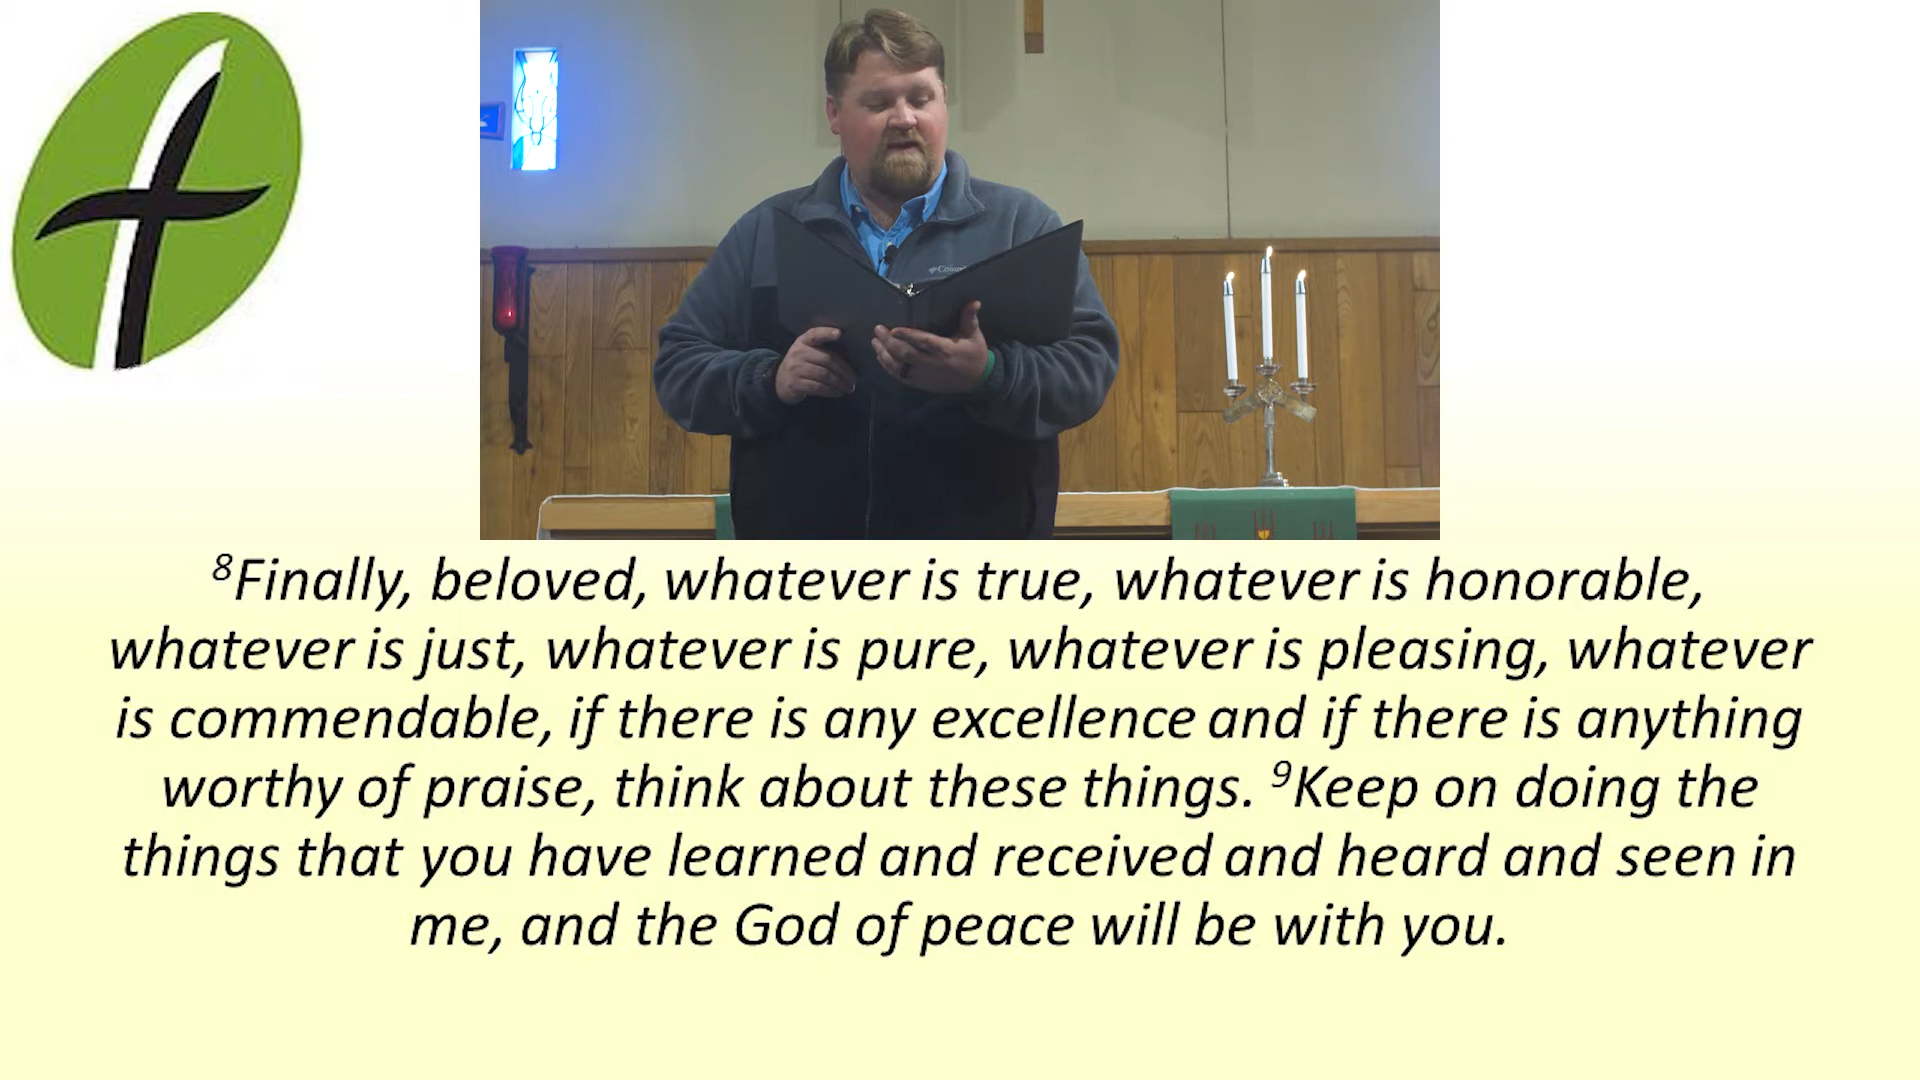 Colum
⁸Finally, beloved, whatever is true, whatever is honorable,
whatever is just, whatever is pure, whatever is pleasing, whatever
is commendable, if there is any excellence and if there is anything
worthy of praise, think about these things. ⁹Keep on doing the
things that you have learned and received and heard and seen in
me, and the God of peace will be with you.